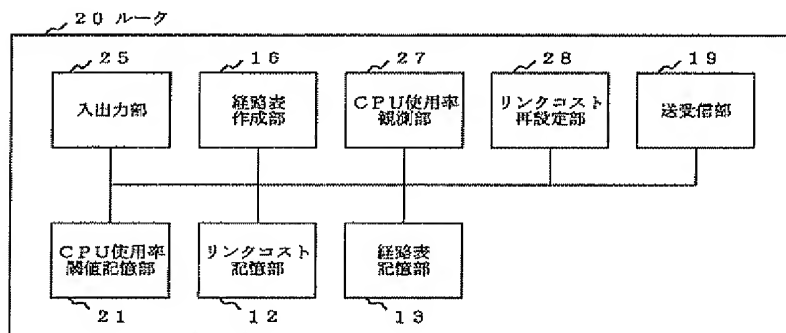 20 ルータ
25
16
27
28
19
入出力部
経路表
作成部
CPU使用率
観測部
リンクコスト
再設定部
送受信部
CPU使用率
閾値記憶部
リンクコスト
記憶部
経路表
記憶部
21
12
13